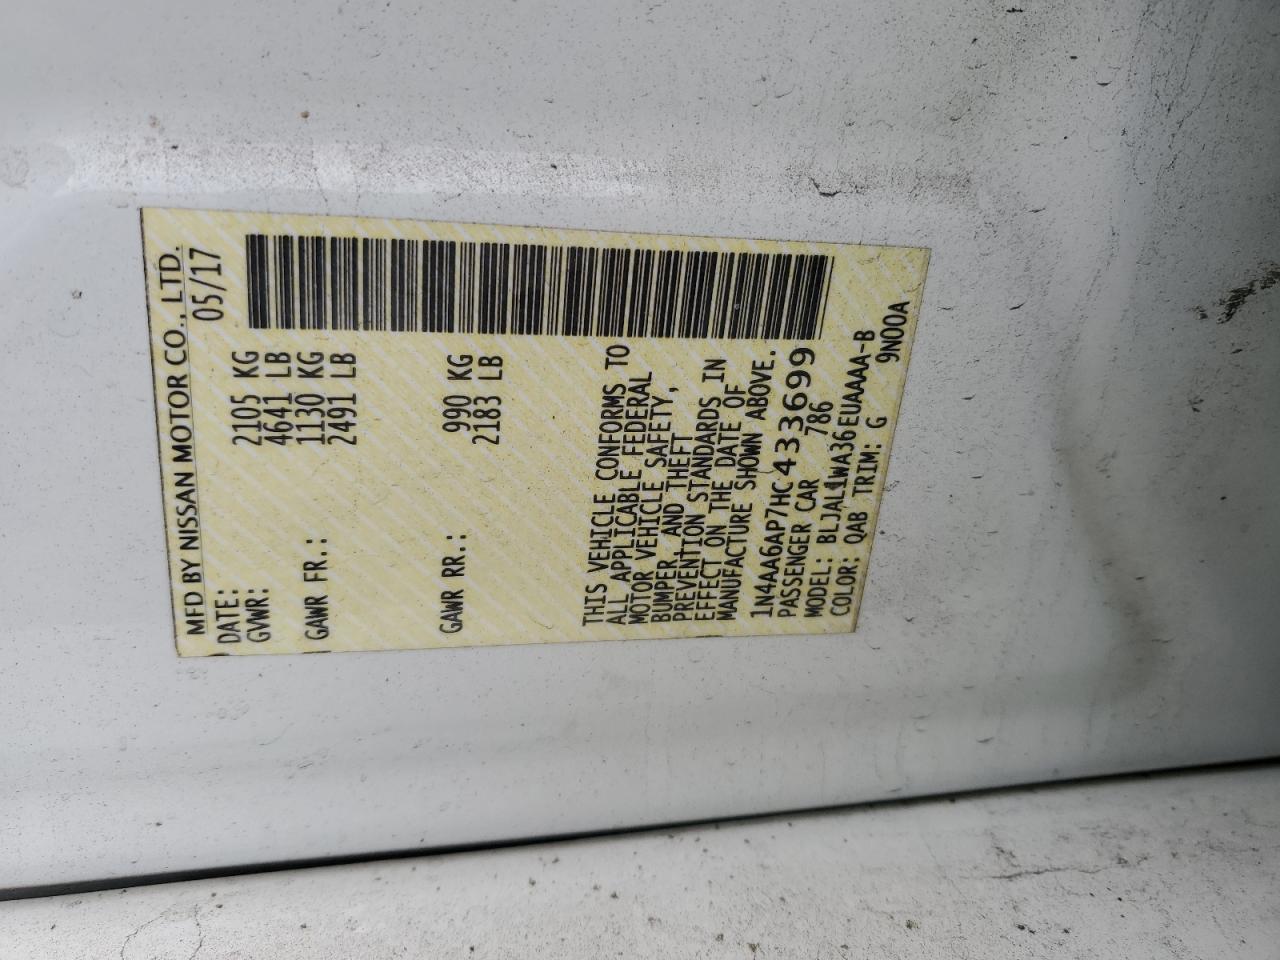 MFD BY NISSAN MOTOR CO., LTD.
DATE: 05/17
GVWR: 2105 KG
4641 LB
GAWR FR.: 1130 KG
2491 LB
GAWR RR.: 990 KG
2183 LB
THIS VEHICLE CONFORMS TO
ALL APPLICABLE FEDERAL
MOTOR VEHICLE SAFETY,
BUMPER, AND THEFT
PREVENTION STANDARDS IN
EFFECT ON THE DATE OF
MANUFACTURE SHOWN ABOVE.
1N4AA6AP7HC433699
PASSENGER CAR 786
MODEL: BLJALWA36EUAAAA-B
COLOR: QAB TRIM: G 9N00A